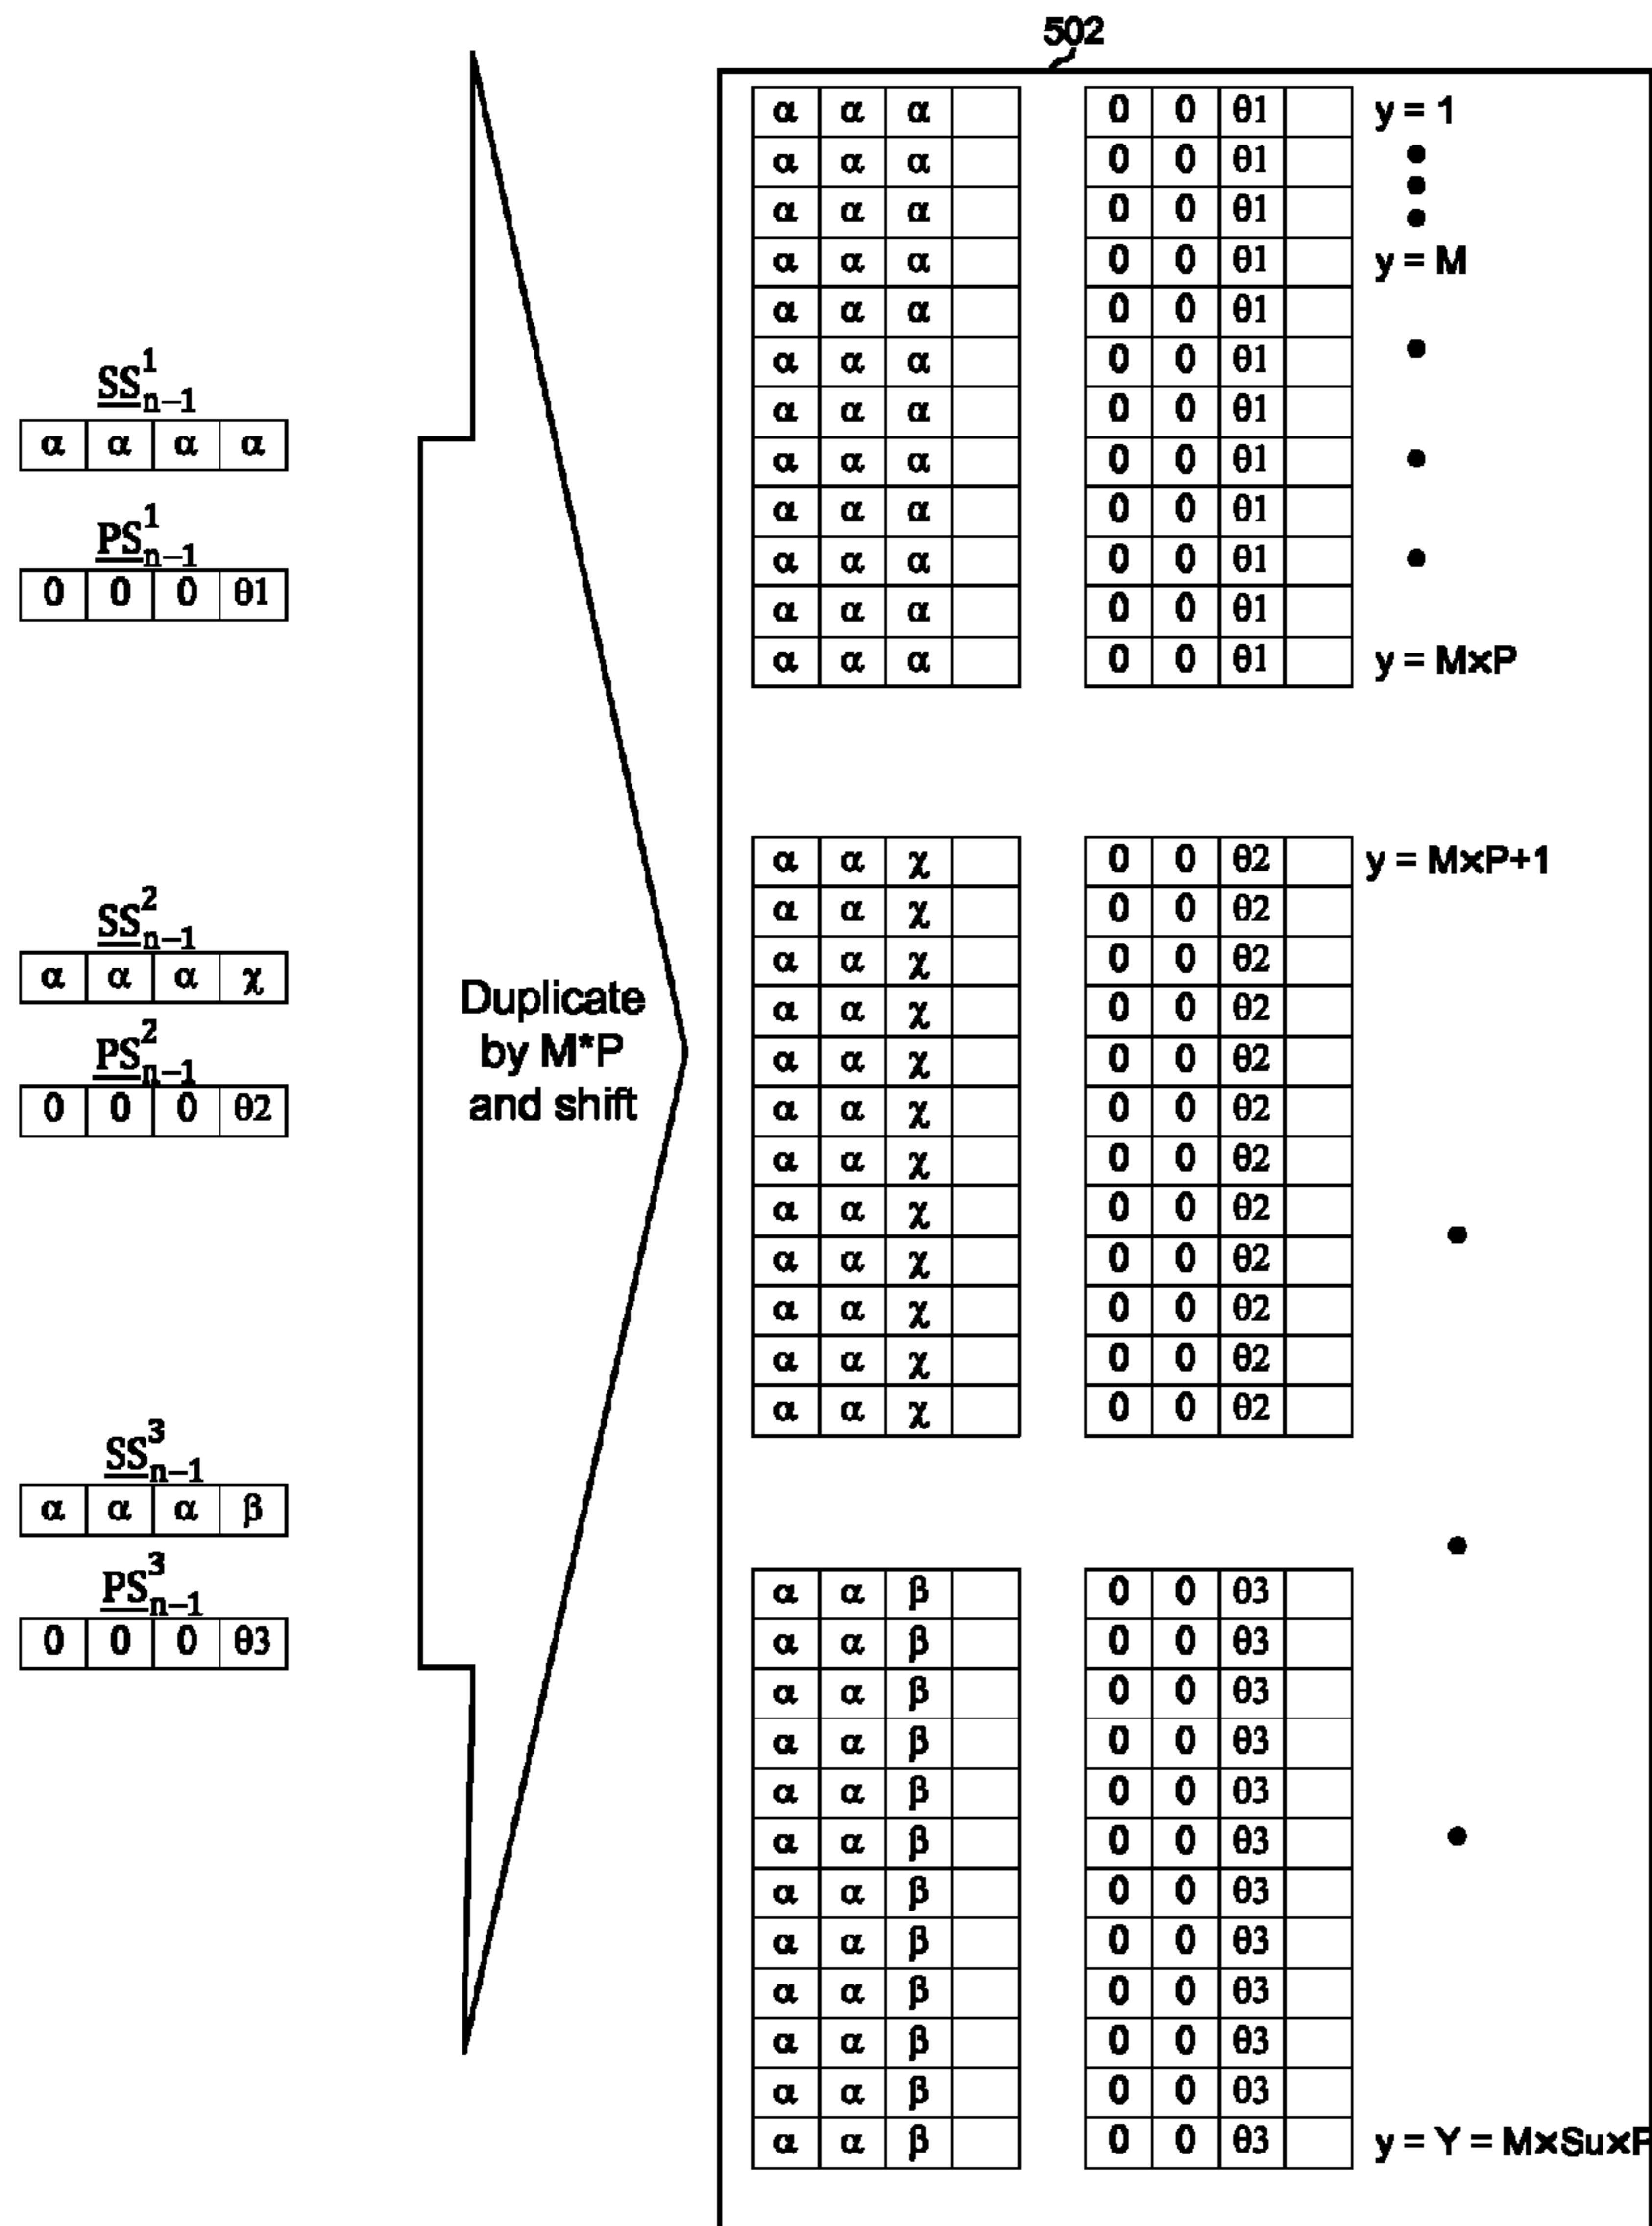 502
SS¹ₙ₋₁
α α α α
PS¹ₙ₋₁
0 0 0 θ1
SS²ₙ₋₁
α α α χ
PS²ₙ₋₁
0 0 0 θ2
SS³ₙ₋₁
α α α β
PS³ₙ₋₁
0 0 0 θ3
Duplicate
by M*P
and shift
α α α 0 0 θ1 y = 1
α α α 0 0 θ1
α α α 0 0 θ1
α α α 0 0 θ1 y = M
α α α 0 0 θ1
α α α 0 0 θ1
α α α 0 0 θ1
α α α 0 0 θ1
α α α 0 0 θ1
α α α 0 0 θ1
α α α 0 0 θ1
α α α 0 0 θ1 y = M×P
α α χ 0 0 θ2 y = M×P+1
α α χ 0 0 θ2
α α χ 0 0 θ2
α α χ 0 0 θ2
α α χ 0 0 θ2
α α χ 0 0 θ2
α α χ 0 0 θ2
α α χ 0 0 θ2
α α χ 0 0 θ2
α α χ 0 0 θ2
α α χ 0 0 θ2
α α χ 0 0 θ2
α α β 0 0 θ3
α α β 0 0 θ3
α α β 0 0 θ3
α α β 0 0 θ3
α α β 0 0 θ3
α α β 0 0 θ3
α α β 0 0 θ3
α α β 0 0 θ3
α α β 0 0 θ3
α α β 0 0 θ3
α α β 0 0 θ3
α α β 0 0 θ3 y = Y = M×Su×P